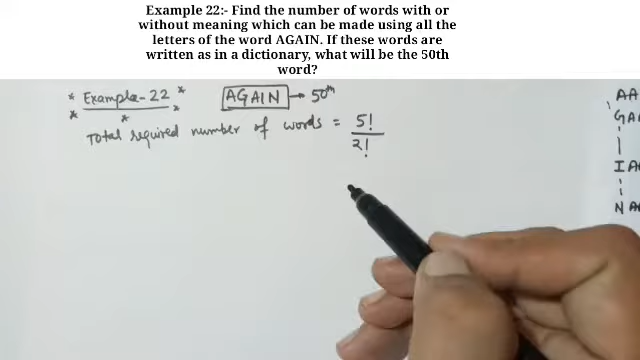 Example 22:- Find the number of words with or
without meaning which can be made using all the
letters of the word AGAIN. If these words are
written as in a dictionary, what will be the 50th
word?
* Example-22 *
* * *
AGAIN → 50th
Total required number of words = 5!
2!
AA
GA
IA
NA